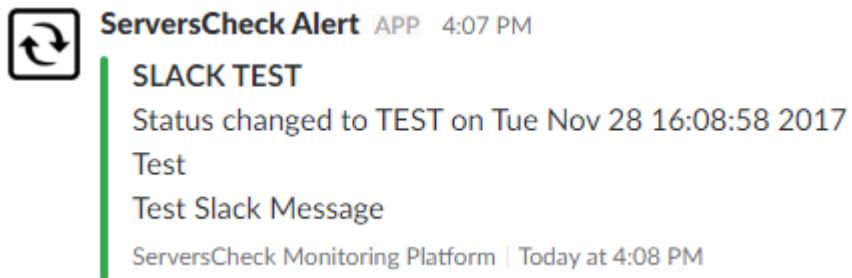 ServersCheck Alert APP 4:07 PM
SLACK TEST
Status changed to TEST on Tue Nov 28 16:08:58 2017
Test
Test Slack Message
ServersCheck Monitoring Platform | Today at 4:08 PM